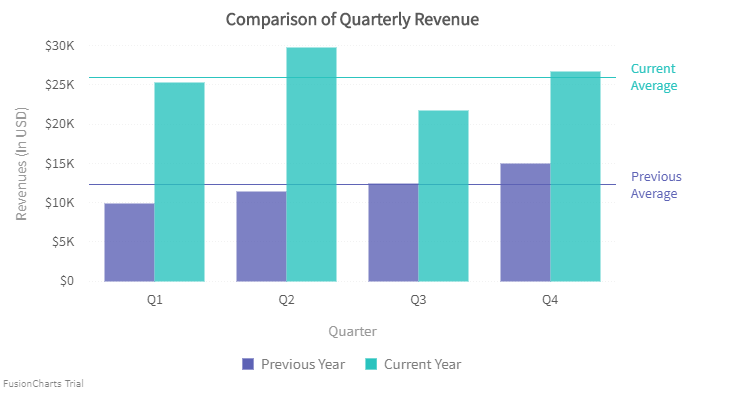 Comparison of Quarterly Revenue
$30K
$25K
$20K
$15K
$10K
$5K
$0
Revenues (In USD)
Current
Average
Previous
Average
Q1
Q2
Q3
Q4
Quarter
Previous Year
Current Year
FusionCharts Trial